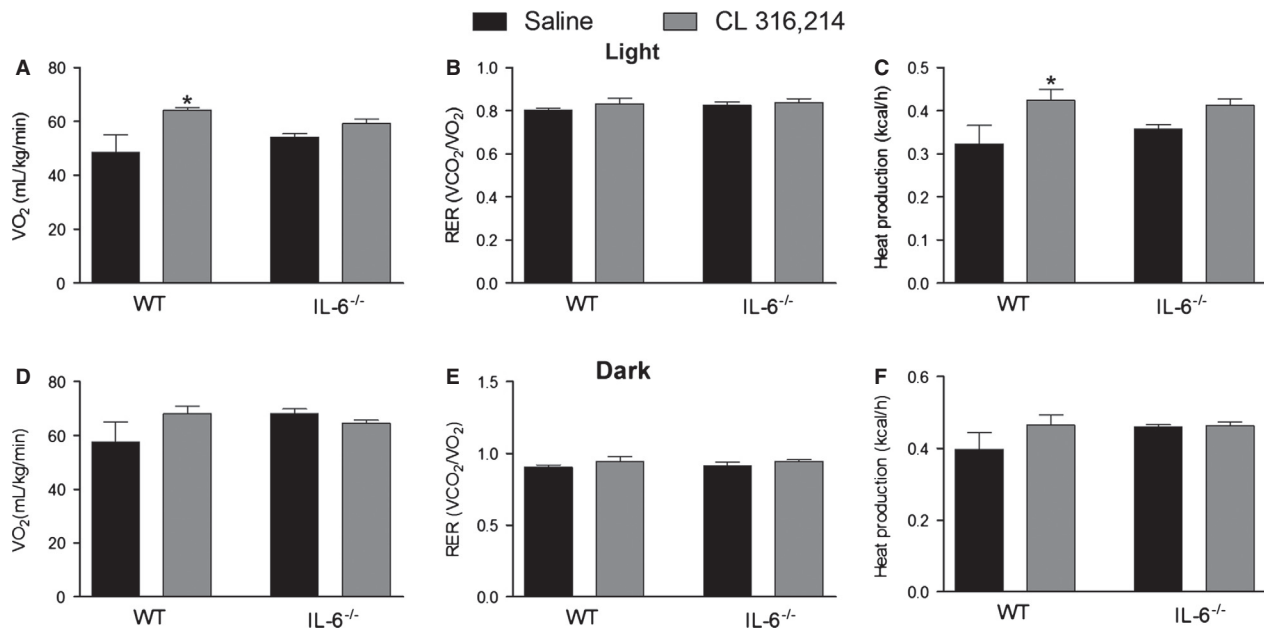 Saline CL 316,214
Light
A
80
60
40
20
0
VO₂ (mL/kg/min)
*
WT IL-6⁻/⁻
B
1.0
0.8
0.6
0.4
0.2
0.0
RER (VCO₂/VO₂)
WT IL-6⁻/⁻
C
0.5
0.4
0.3
0.2
0.1
0.0
Heat production (kcal/h)
*
WT IL-6⁻/⁻
Dark
D
80
60
40
20
0
VO₂(mL/kg/min)
WT IL-6⁻/⁻
E
1.5
1.0
0.5
0.0
RER (VCO₂/VO₂)
WT IL-6⁻/⁻
F
0.6
0.4
0.2
0.0
Heat production (kcal/h)
WT IL-6⁻/⁻